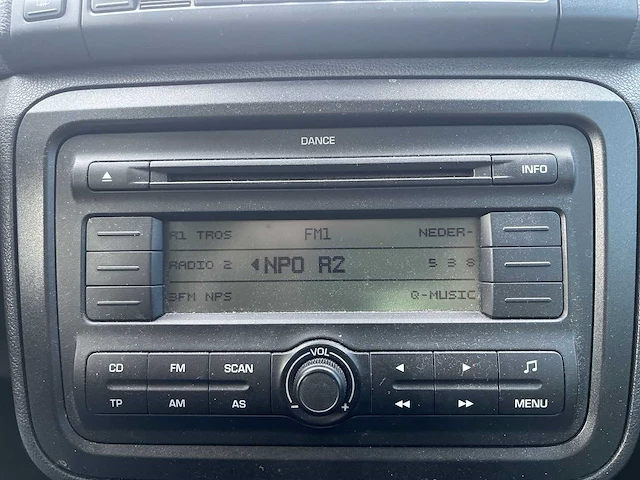 DANCE
INFO
R1 TROS FM1 NEDER-
RADIO 2 NPO R2 5 3 8
3FM NPS Q-MUSIC
VOL
CD FM SCAN
TP AM AS - + MENU